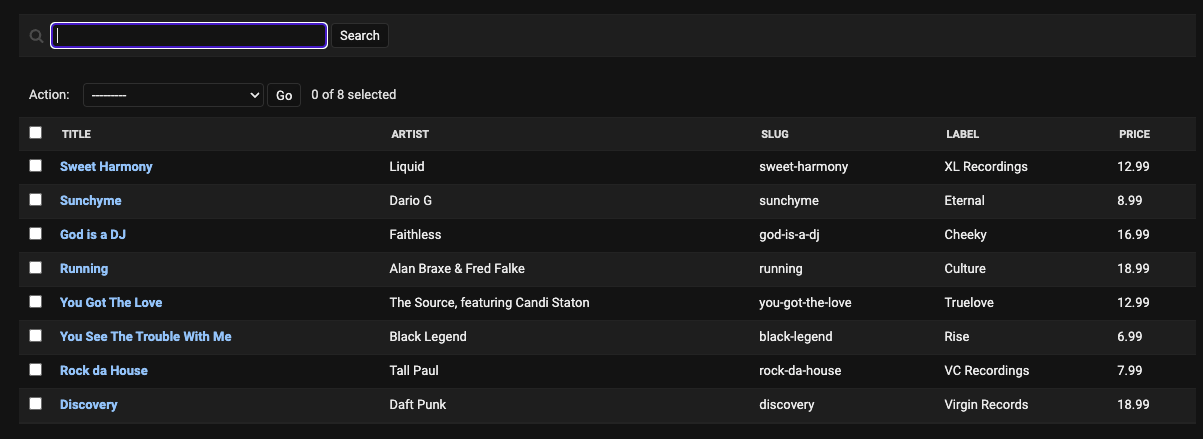 Search
Action: --------- Go 0 of 8 selected
TITLE ARTIST SLUG LABEL PRICE
Sweet Harmony Liquid sweet-harmony XL Recordings 12.99
Sunchyme Dario G sunchyme Eternal 8.99
God is a DJ Faithless god-is-a-dj Cheeky 16.99
Running Alan Braxe & Fred Falke running Culture 18.99
You Got The Love The Source, featuring Candi Staton you-got-the-love Truelove 12.99
You See The Trouble With Me Black Legend black-legend Rise 6.99
Rock da House Tall Paul rock-da-house VC Recordings 7.99
Discovery Daft Punk discovery Virgin Records 18.99